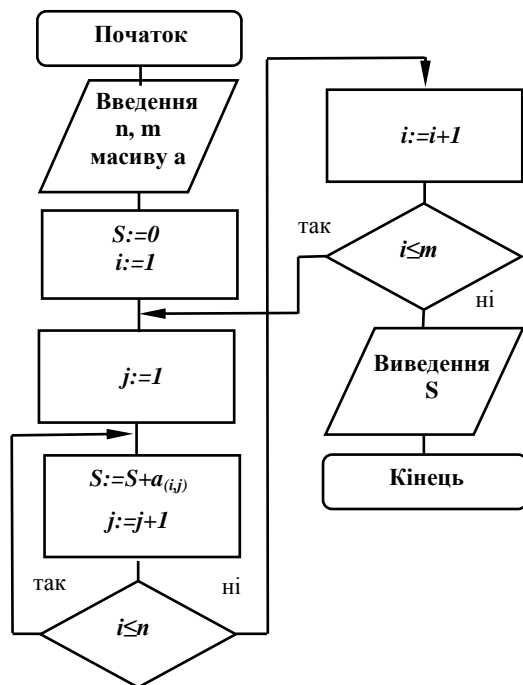 Початок
Введення
n, m
масиву a
S:=0
i:=1
j:=1
S:=S+a(i,j)
j:=j+1
так
ні
i≤n
i:=i+1
так
i≤m
ні
Виведення
S
Кінець